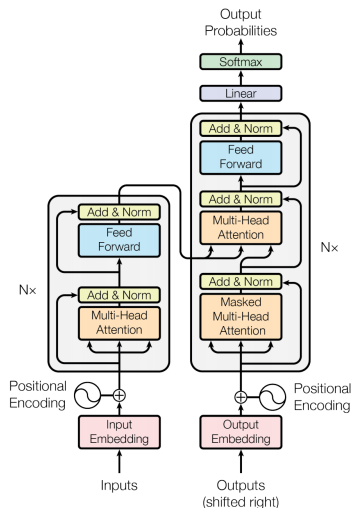 Output
Probabilities
Softmax
Linear
Add & Norm
Feed
Forward
Add & Norm
Multi-Head
Attention
Nx
Add & Norm
Masked
Multi-Head
Attention
Add & Norm
Feed
Forward
Nx
Add & Norm
Multi-Head
Attention
Positional
Encoding
Positional
Encoding
Input
Embedding
Output
Embedding
Inputs
Outputs
(shifted right)